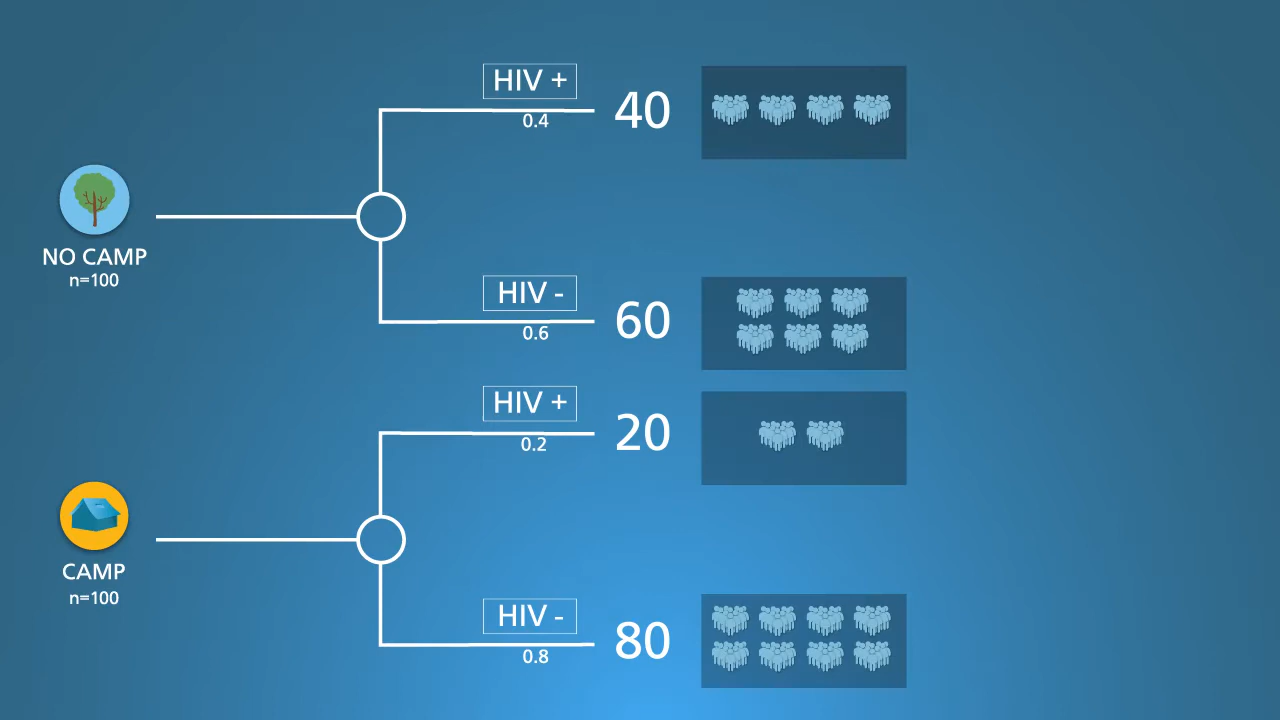 HIV +
0.4
40
NO CAMP
n=100
HIV -
0.6
60
HIV +
0.2
20
CAMP
n=100
HIV -
0.8
80